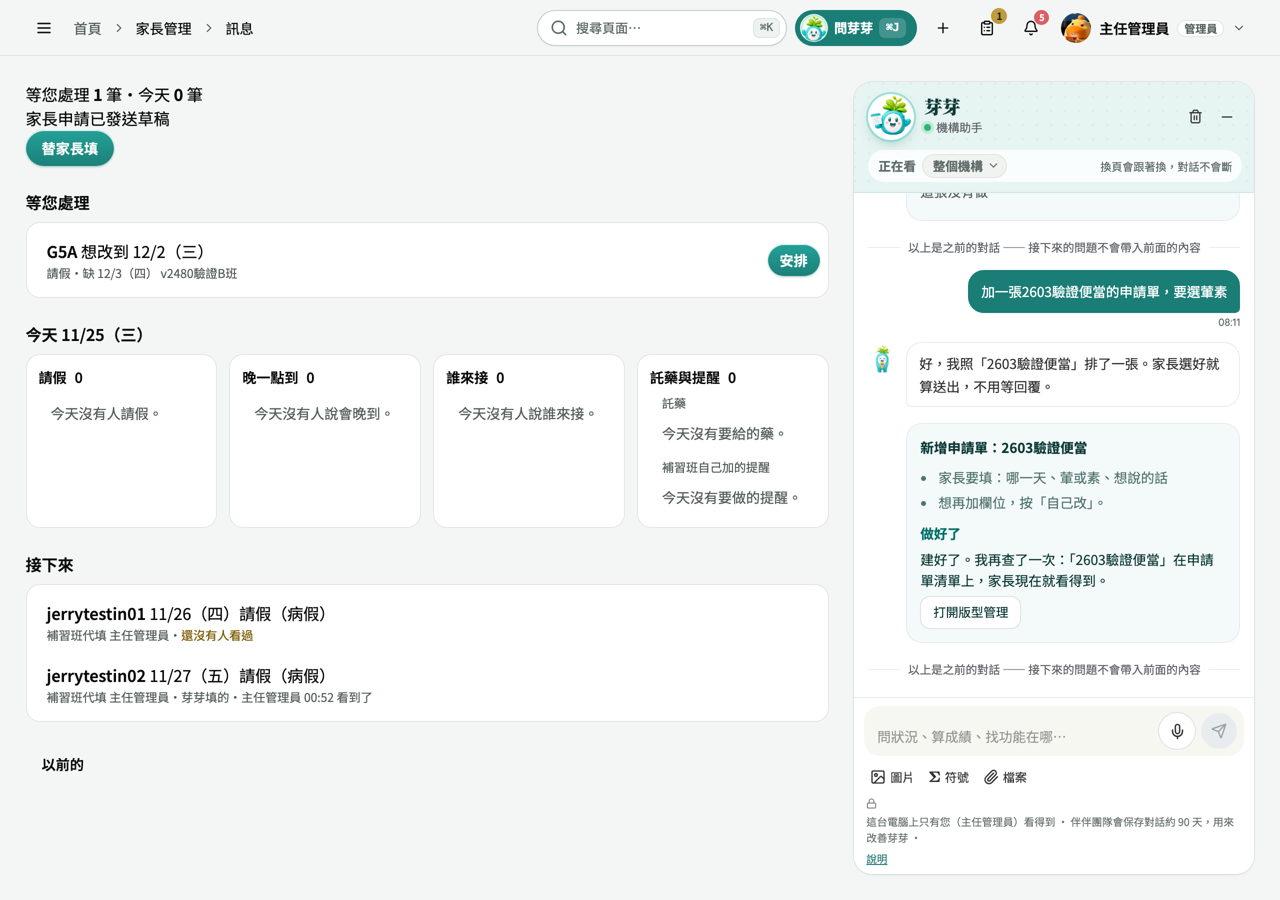 首頁 > 家長管理 > 訊息
搜尋頁面… ⌘K
問芽芽 ⌘J
1
5
主任管理員 管理員
等您處理 1 筆・今天 0 筆
家長申請已發送草稿
替家長填
等您處理
G5A 想改到 12/2（三）
請假・缺 12/3（四） v2480驗證B班
安排
今天 11/25（三）
請假 0
今天沒有人請假。
晚一點到 0
今天沒有人說會晚到。
誰來接 0
今天沒有人說誰來接。
託藥與提醒 0
託藥
今天沒有要給的藥。
補習班自己加的提醒
今天沒有要做的提醒。
接下來
jerrytestin01 11/26（四）請假（病假）
補習班代填 主任管理員・還沒有人看過
jerrytestin02 11/27（五）請假（病假）
補習班代填 主任管理員・芽芽填的・主任管理員 00:52 看到了
以前的
芽芽
機構助手
正在看 整個機構
換頁會跟著換，對話不會斷
這張沒有做
以上是之前的對話 —— 接下來的問題不會帶入前面的內容
加一張2603驗證便當的申請單，要選葷素
08:11
好，我照「2603驗證便當」排了一張。家長選好就
算送出，不用等回覆。
新增申請單：2603驗證便當
• 家長要填：哪一天、葷或素、想說的話
• 想再加欄位，按「自己改」。
做好了
建好了。我再查了一次：「2603驗證便當」在申請
單清單上，家長現在就看得到。
打開版型管理
以上是之前的對話 —— 接下來的問題不會帶入前面的內容
問狀況、算成績、找功能在哪…
圖片
符號
檔案
這台電腦上只有您（主任管理員）看得到 ・ 伴伴團隊會保存對話約 90 天，用來
改善芽芽 ・
說明